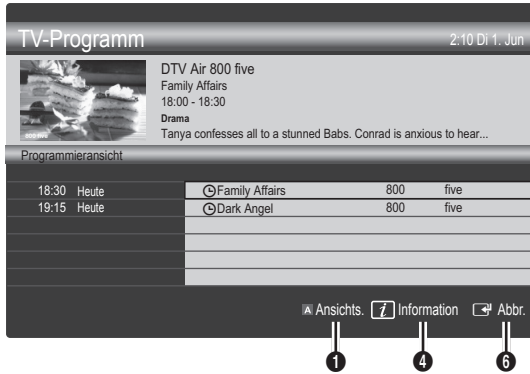 TV-Programm 2:10 Di 1. Jun
DTV Air 800 five
Family Affairs
18:00 - 18:30
Drama
Tanya confesses all to a stunned Babs. Conrad is anxious to hear...
800 five
Programmieransicht
18:30 Heute Family Affairs 800 five
19:15 Heute Dark Angel 800 five
A Ansichts. i Information Abbr.
1 4 6